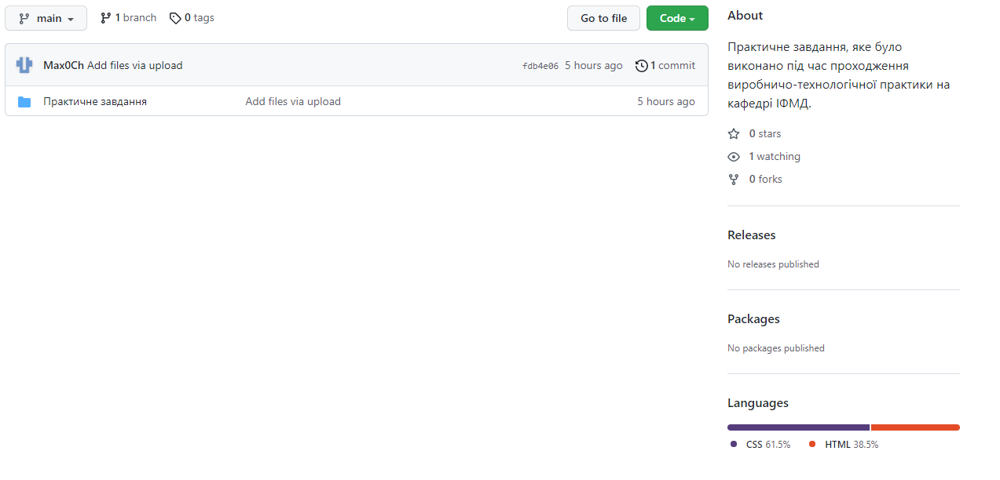 main
1 branch
0 tags
Go to file
Code
Max0Ch Add files via upload
fdb4e06 5 hours ago
1 commit
Практичне завдання
Add files via upload
5 hours ago
About
Практичне завдання, яке було
виконано під час проходження
виробничо-технологічної практики на
кафедрі ІФМД.
0 stars
1 watching
0 forks
Releases
No releases published
Packages
No packages published
Languages
CSS 61.5%
HTML 38.5%